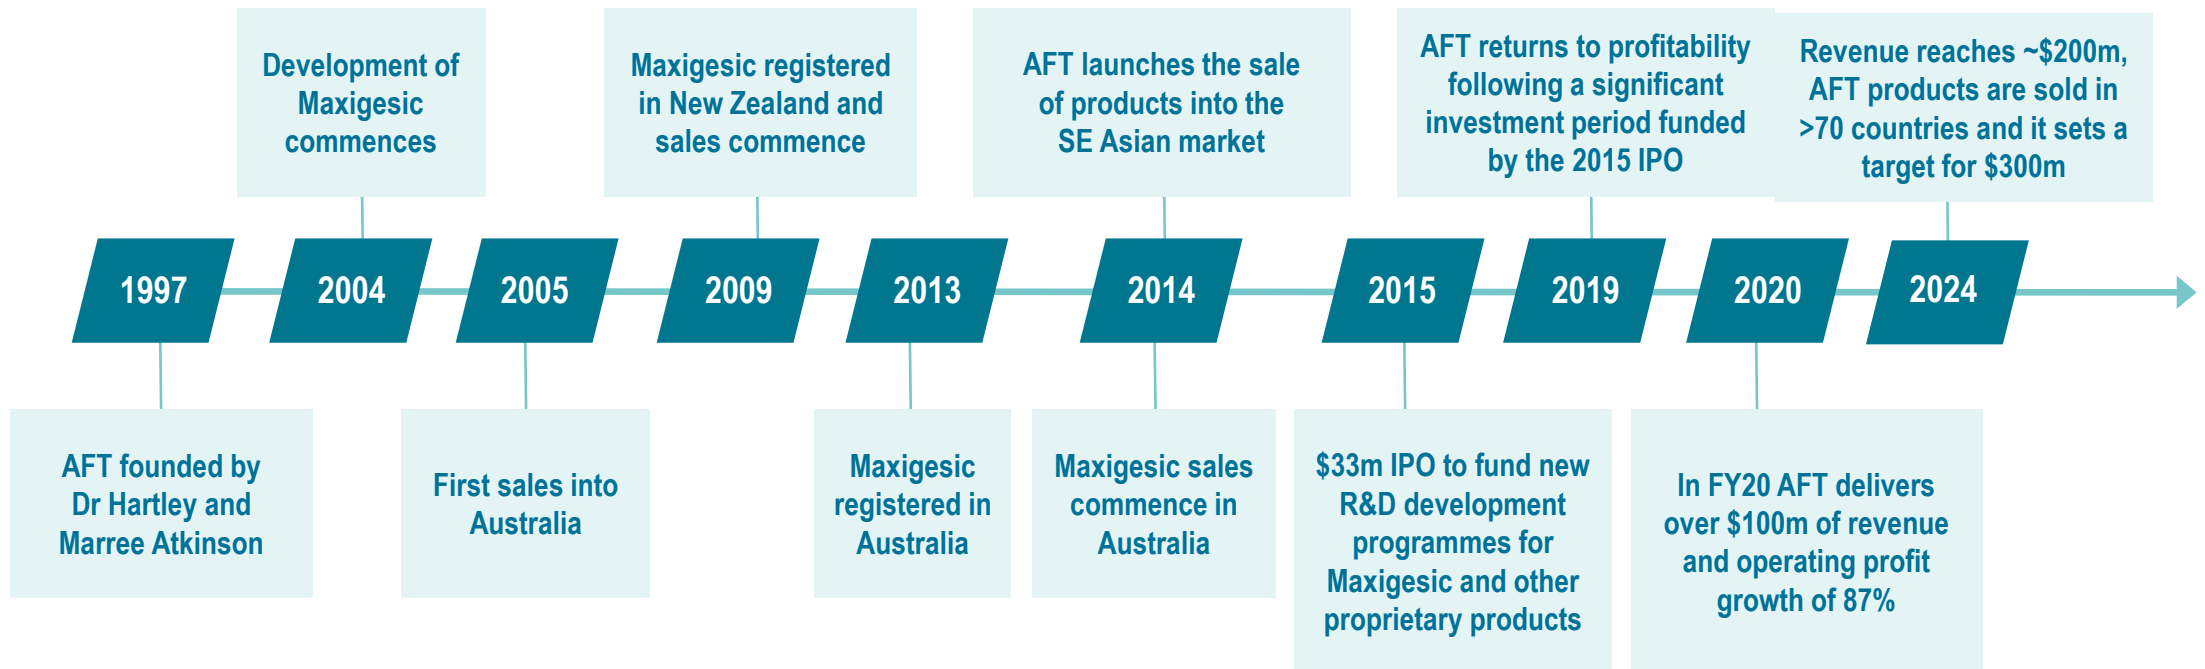 Development of
Maxigesic
commences
Maxigesic registered
in New Zealand and
sales commence
AFT launches the sale
of products into the
SE Asian market
AFT returns to profitability
following a significant
investment period funded
by the 2015 IPO
Revenue reaches ~$200m,
AFT products are sold in
>70 countries and it sets a
target for $300m
1997
2004
2005
2009
2013
2014
2015
2019
2020
2024
AFT founded by
Dr Hartley and
Marree Atkinson
First sales into
Australia
Maxigesic
registered in
Australia
Maxigesic sales
commence in
Australia
$33m IPO to fund new
R&D development
programmes for
Maxigesic and other
proprietary products
In FY20 AFT delivers
over $100m of revenue
and operating profit
growth of 87%